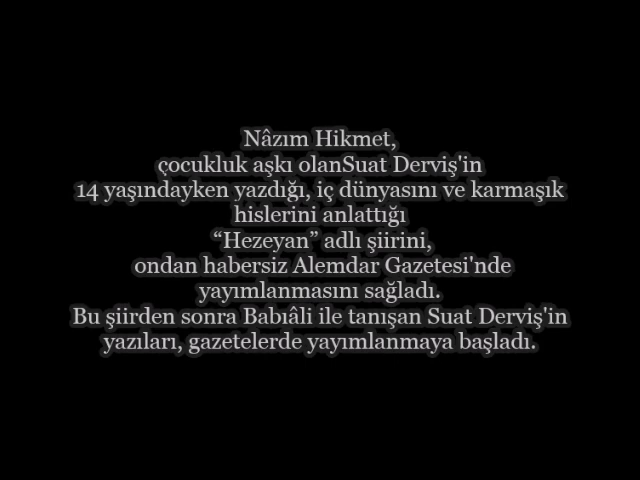 Nâzım Hikmet,
çocukluk aşkı olanSuat Derviş'in
14 yaşındayken yazdığı, iç dünyasını ve karmaşık
hislerini anlattığı
“Hezeyan” adlı şiirini,
ondan habersiz Alemdar Gazetesi'nde
yayımlanmasını sağladı.
Bu şiirden sonra Babıâli ile tanışan Suat Derviş'in
yazıları, gazetelerde yayımlanmaya başladı.